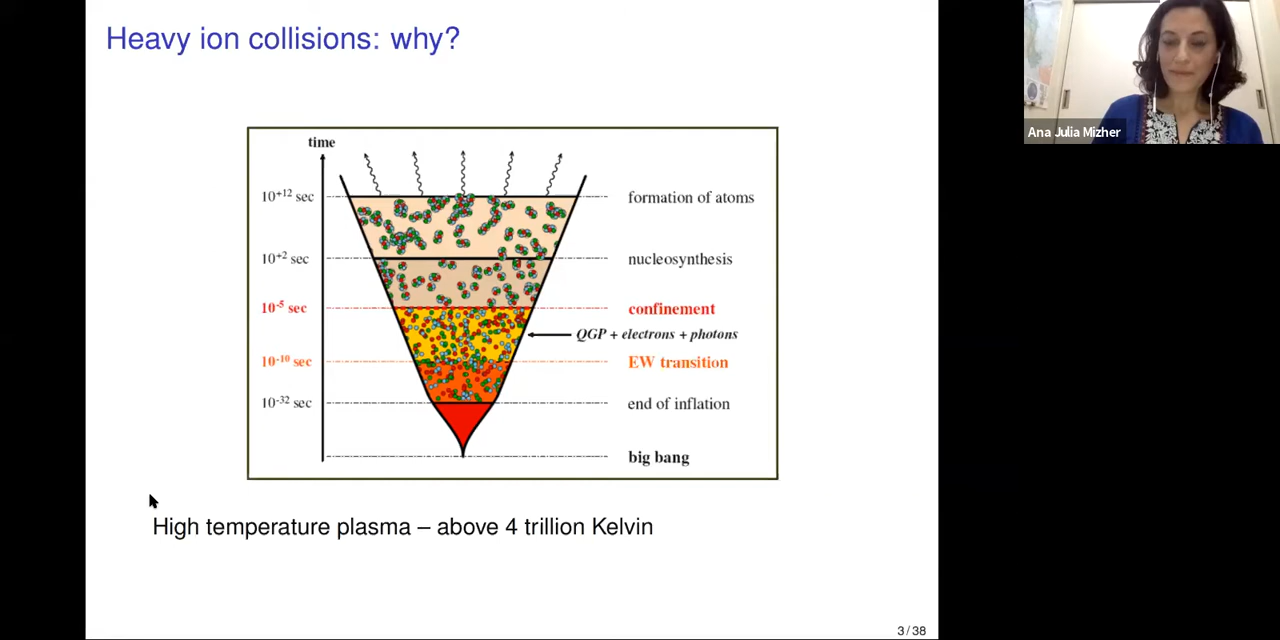 Heavy ion collisions: why?
Ana Julia Mizher
time
10+12 sec formation of atoms
10+2 sec nucleosynthesis
10-5 sec confinement
QGP + electrons + photons
10-10 sec EW transition
10-32 sec end of inflation
big bang
High temperature plasma – above 4 trillion Kelvin
3 / 38